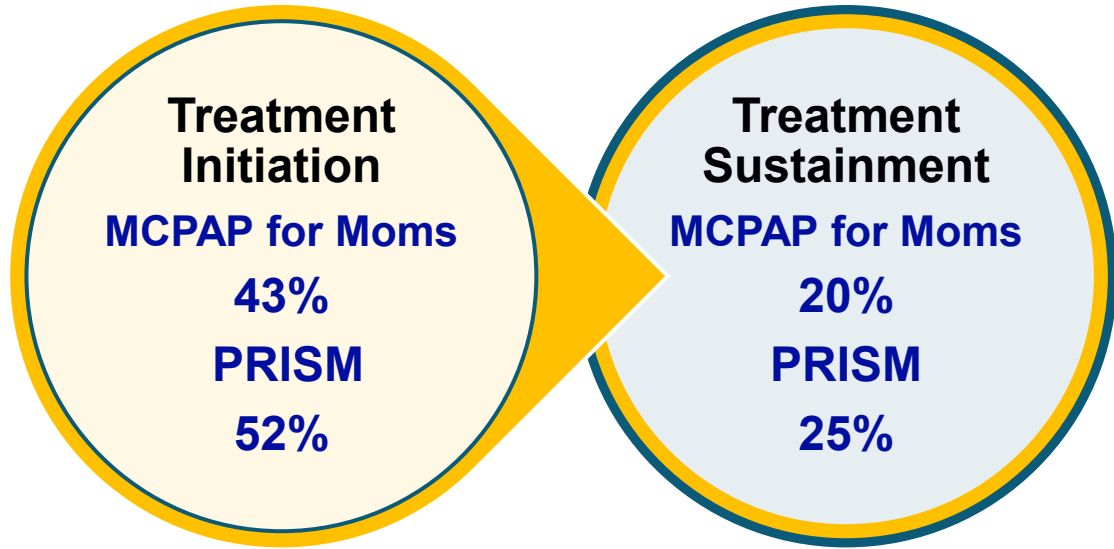 Treatment
Initiation
MCPAP for Moms
43%
PRISM
52%
Treatment
Sustainment
MCPAP for Moms
20%
PRISM
25%